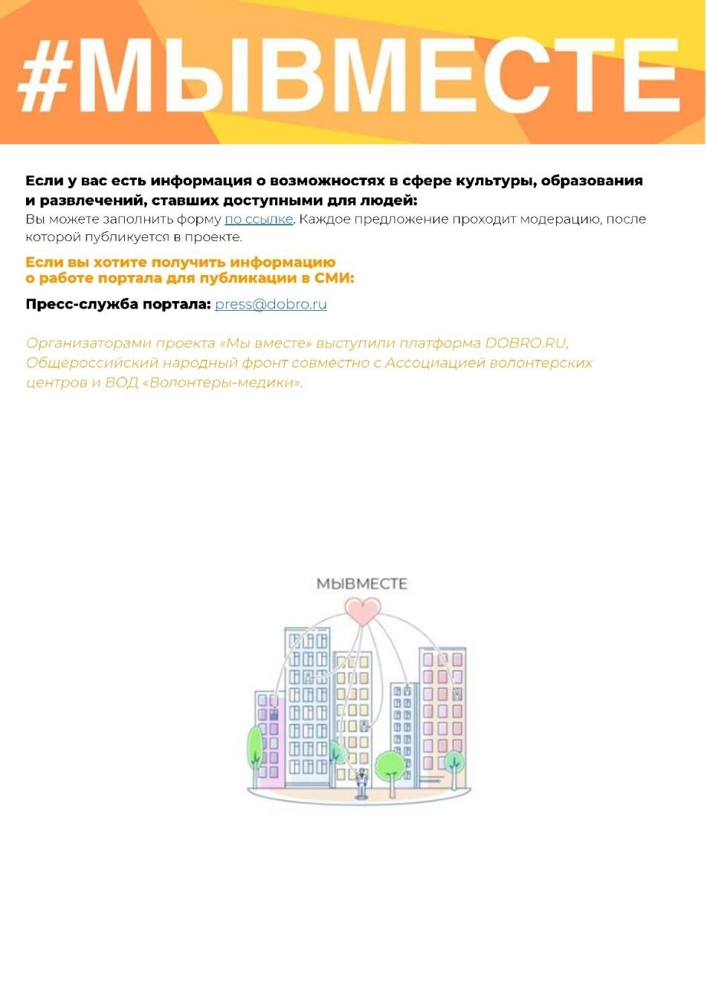 #МЫВМЕСТЕ
Если у вас есть информация о возможностях в сфере культуры, образования
и развлечений, ставших доступными для людей:
Вы можете заполнить форму по ссылке. Каждое предложение проходит модерацию, после
которой публикуется в проекте.
Если вы хотите получить информацию
о работе портала для публикации в СМИ:
Пресс-служба портала: press@dobro.ru
Организаторами проекта «Мы вместе» выступили платформа DOBRO.RU,
Общероссийский народный фронт совместно с Ассоциацией волонтерских
центров и ВОД «Волонтеры-медики».
МЫВМЕСТЕ